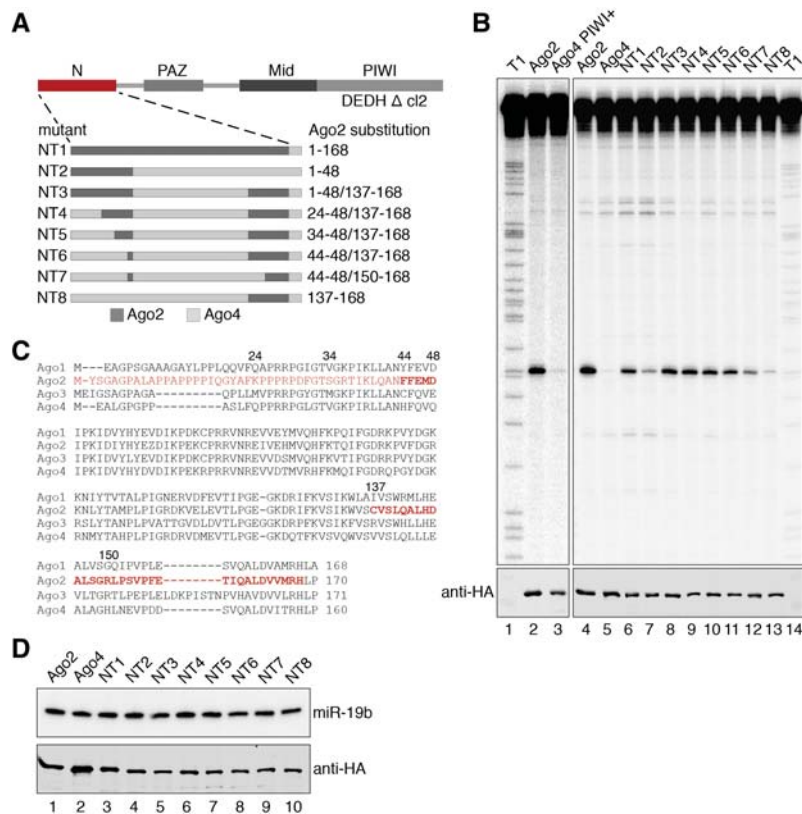 A
N PAZ Mid PIWI
DEDH Δ cl2
mutant Ago2 substitution
NT1 1-168
NT2 1-48
NT3 1-48/137-168
NT4 24-48/137-168
NT5 34-48/137-168
NT6 44-48/137-168
NT7 44-48/150-168
NT8 137-168
Ago2 Ago4
B
T1 Ago2 Ago4 PIWI+ Ago2 Ago4 NT1 NT2 NT3 NT4 NT5 NT6 NT7 NT8 T1
anti-HA
1 2 3 4 5 6 7 8 9 10 11 12 13 14
C
24 34 44 48
Ago1 M---EAGPSGAAAGAYLPPLQQVFQAPRRPGIGTVGKPIKLLANYFEVD
Ago2 M-YSGAGPALAPPAPPPPIQGYAFKPPPRPDFGTSGRTIKLQANFFEMD
Ago3 MEIGSAGPAGA----------QPLLMVPRRPGYGTMGKPIKLLANCFQVE
Ago4 M--EALGPGPP----------ASLFQPPRRPGLGTVGKPIRLLANHFQVQ
Ago1 IPKIDVYHYEVDIKPDKCPRRVNREVVEYMVQHFKPQIFGDRKPVYDGK
Ago2 IPKIDIYHYEZDIKPEKCPRRVNREIVEHMVQHFKTQIFGDRKPVFDGR
Ago3 IPKIDVYLYEVDIKPDKCPRRVNREVVDSMVQHFKVTIFGDRRPVYDGK
Ago4 IPKIDVYHYDVDIKPEKRPRRVNREVVDTMVRHFKMQIFGDRQPGYDGK
137
Ago1 KNIYTVTALPIGNERVDFEVTIPGE-GKDRIFKVSIKWLAIVSWRMLHE
Ago2 KNLYTAMPLPIGRDKVELEVTLPGE-GKDRIFKVSIKWVSCVSLQALHD
Ago3 RSLYTANPLPVATTGVDLDVTLPGEGGKDRPFKVSIKFVSRVSWHLLHE
Ago4 RNMYTAHPLPIGRDRVDMEVTLPGE-GKDQTFKVSVQWVSVVSLQLLLE
150
Ago1 ALVSGQIPVPLE---------SVQALDVAMRHLA 168
Ago2 ALSGRLPSVPFE---------TIQALDVVMRHLP 170
Ago3 VLTGRTLPEPLELDKPISTNPVHAVDVVLRHLP 171
Ago4 ALAGHLNEVPDD---------SVQALDVITRHLP 160
D
Ago2 Ago4 NT1 NT2 NT3 NT4 NT5 NT6 NT7 NT8
miR-19b
anti-HA
1 2 3 4 5 6 7 8 9 10